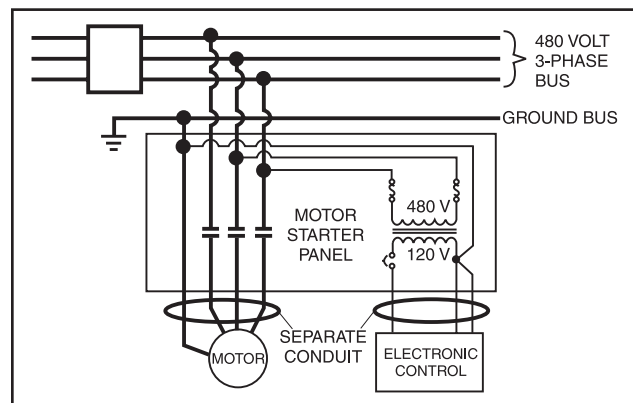 480 VOLT
3-PHASE
BUS
GROUND BUS
MOTOR
STARTER
PANEL
480 V
120 V
SEPARATE
CONDUIT
MOTOR
ELECTRONIC
CONTROL